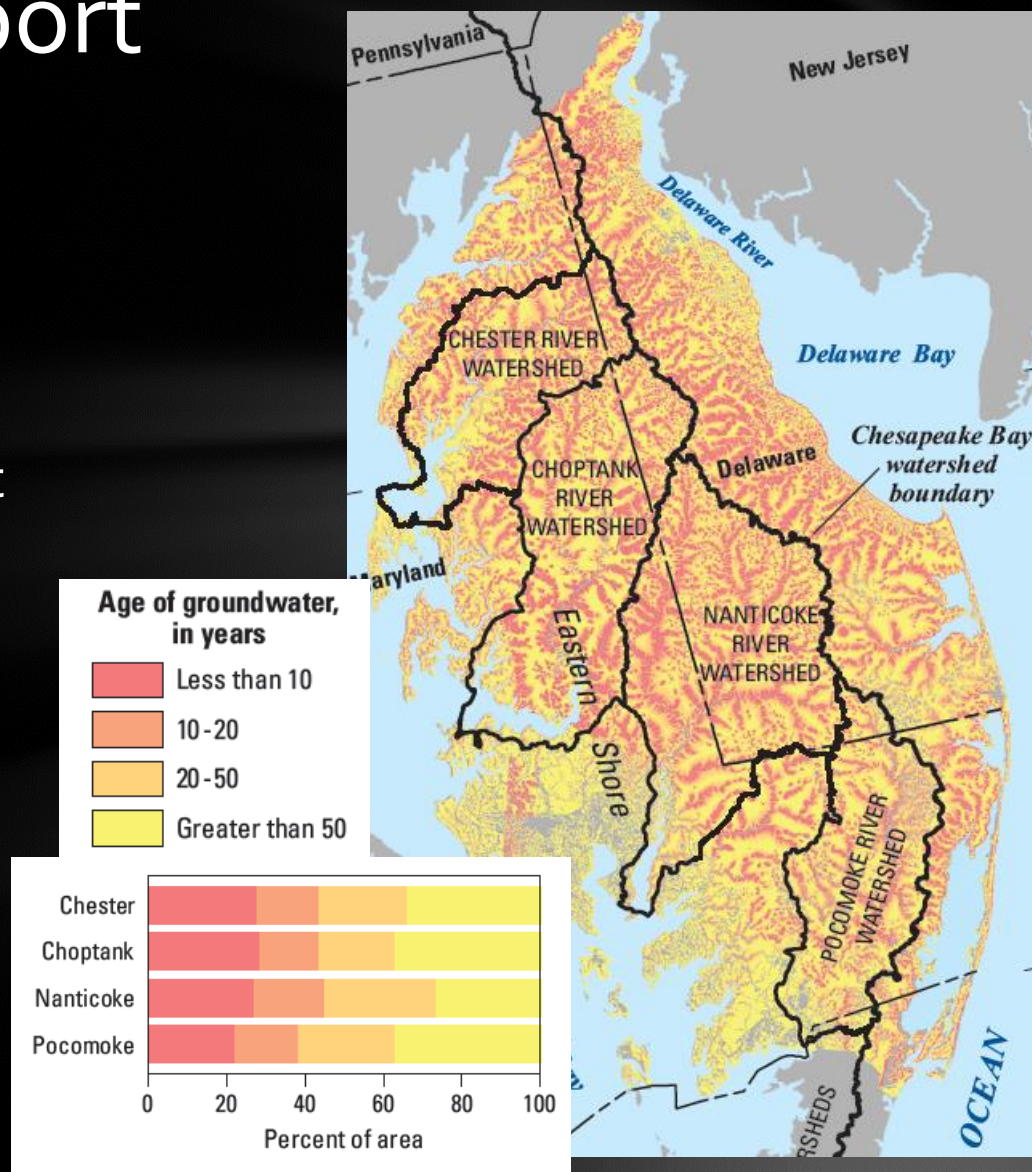 port
t
Pennsylvania
New Jersey
Delaware River
Delaware Bay
CHESTER RIVER
WATERSHED
Chesapeake Bay
watershed
boundary
Delaware
CHOPTANK
RIVER
WATERSHED
Maryland
Eastern
Shore
NANTICOKE
RIVER
WATERSHED
POCOMOKE RIVER
WATERSHED
OCEAN
RSHEDS
Age of groundwater,
in years
Less than 10
10-20
20-50
Greater than 50
Chester
Choptank
Nanticoke
Pocomoke
0 20 40 60 80 100
Percent of area